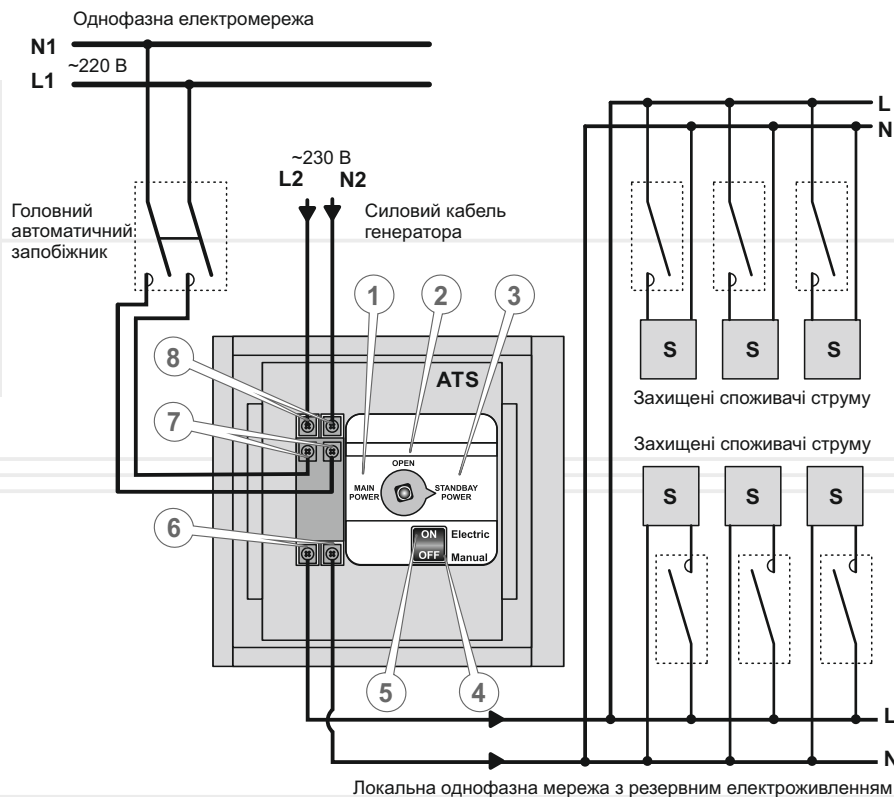 Однофазна електромережа
N1
~220 В
L1
L
N
~230 В
L2 N2
Головний
автоматичний
запобіжник
Силовий кабель
генератора
1 2 3
S S S
8
ATS
Захищені споживачі струму
7
Захищені споживачі струму
OPEN
MAIN
POWER
STANDBAY
POWER
S S S
6
ON Electric
OFF Manual
5 4
L
N
Локальна однофазна мережа з резервним електроживленням